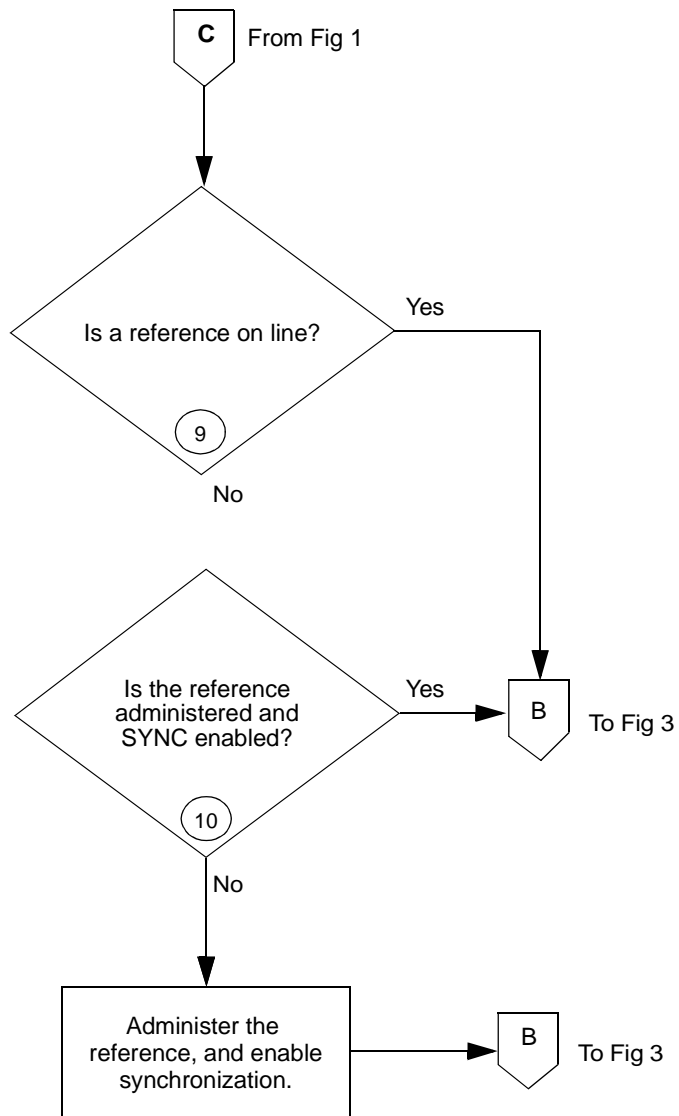 C
From Fig 1
Is a reference on line?
Yes
9
No
Is the reference
administered and
SYNC enabled?
Yes
B
To Fig 3
10
No
Administer the
reference, and enable
synchronization.
B
To Fig 3